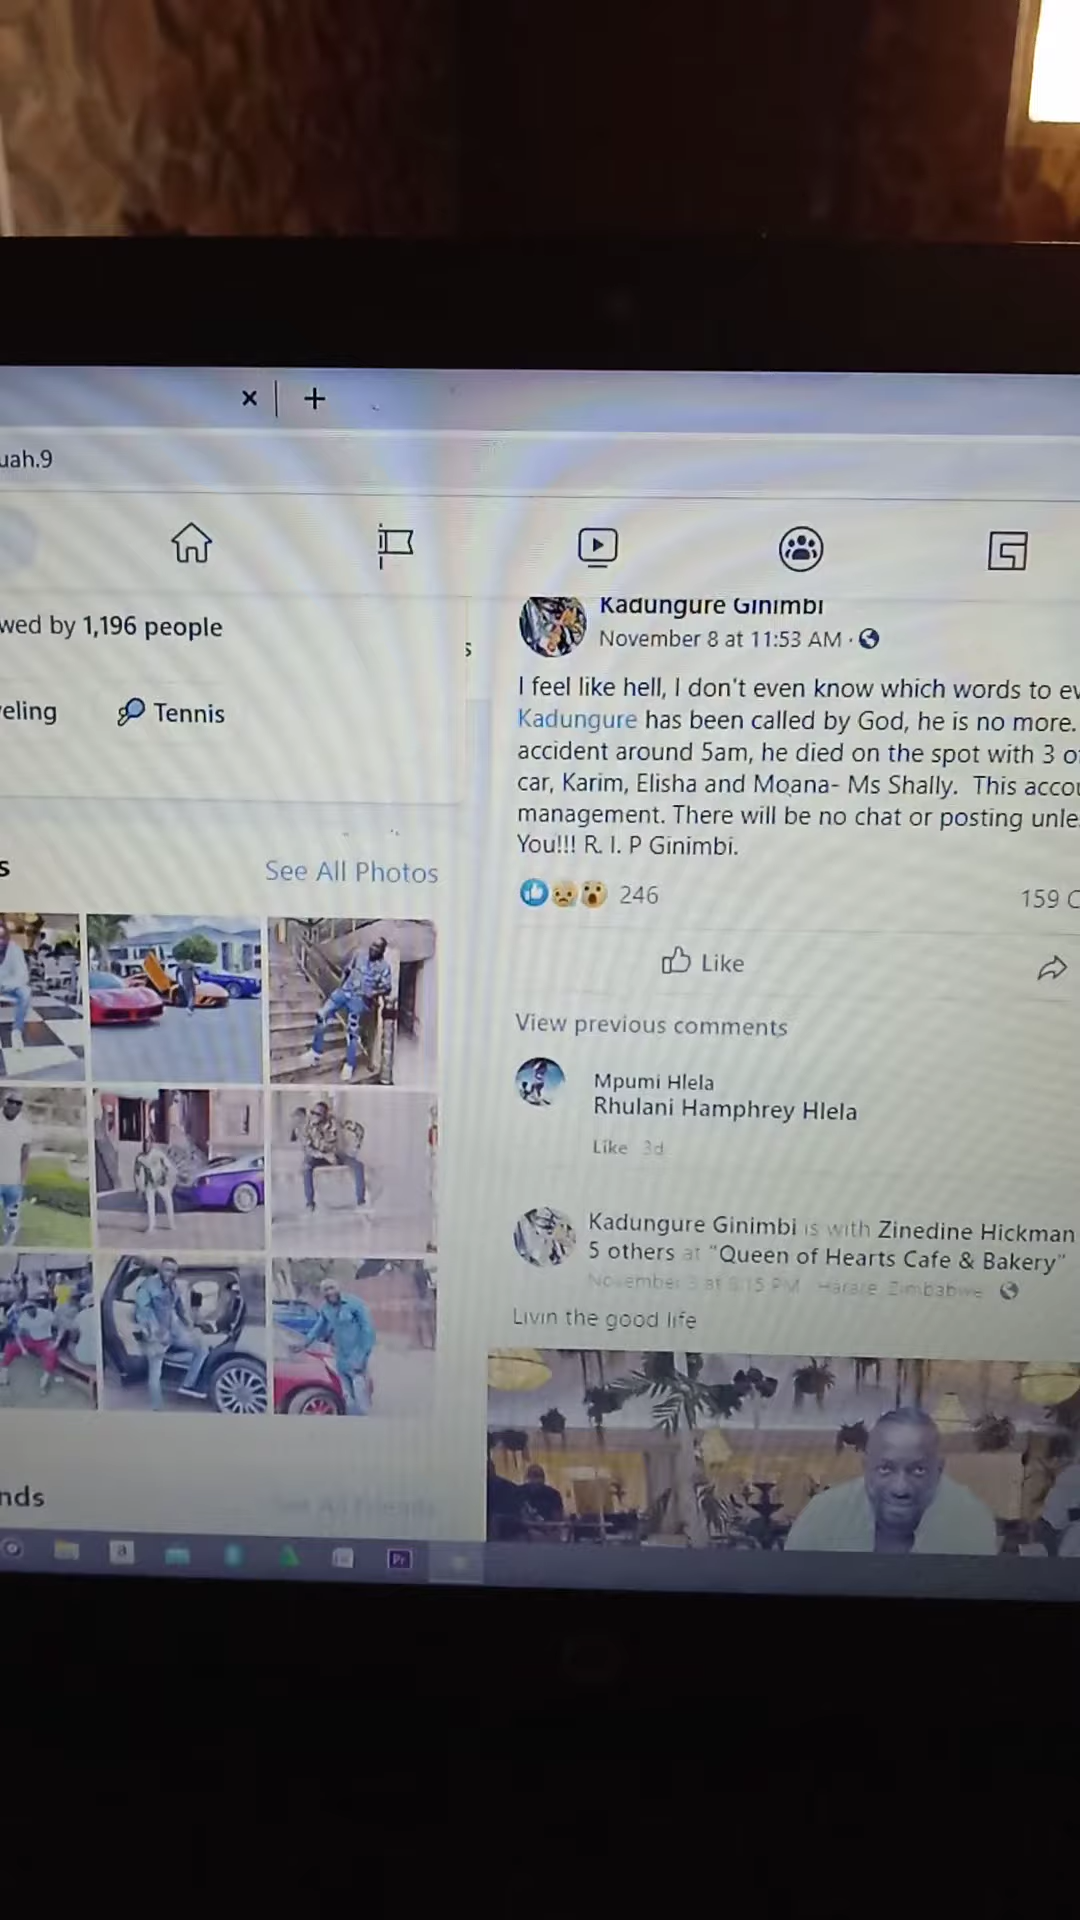 uah.9
wed by 1,196 people
eling Tennis
s
See All Photos
nds
See All Friends
Kadungure Ginimbi
November 8 at 11:53 AM ·
I feel like hell, I don't even know which words to ev
Kadungure has been called by God, he is no more.
accident around 5am, he died on the spot with 3 o
car, Karim, Elisha and Moana- Ms Shally. This accou
management. There will be no chat or posting unle
You!!! R. I. P Ginimbi.
246
159 C
Like
View previous comments
Mpumi Hlela
Rhulani Hamphrey Hlela
Like 3d
Kadungure Ginimbi is with Zinedine Hickman
5 others at "Queen of Hearts Cafe & Bakery"
November 3 at 8:15 PM · Harare, Zimbabwe ·
Livin the good life
a
Pr